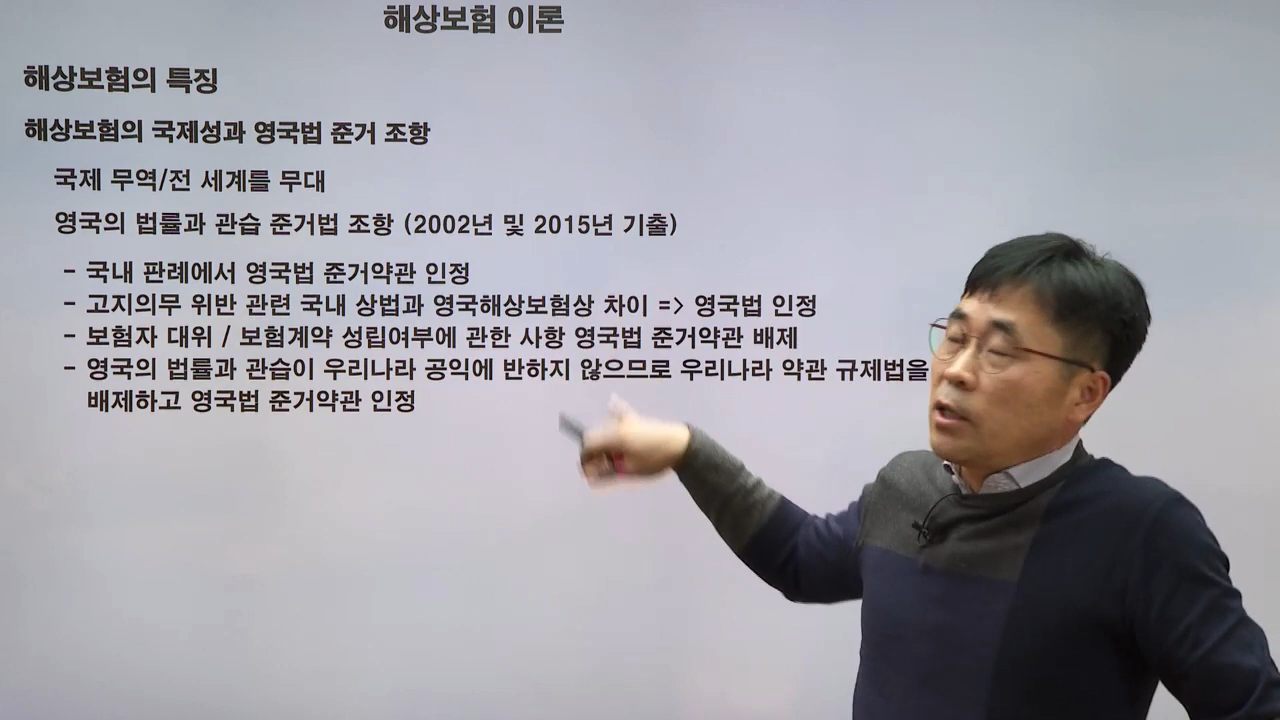 해상보험 이론
해상보험의 특징
해상보험의 국제성과 영국법 준거 조항
국제 무역/전 세계를 무대
영국의 법률과 관습 준거법 조항 (2002년 및 2015년 기출)
- 국내 판례에서 영국법 준거약관 인정
- 고지의무 위반 관련 국내 상법과 영국해상보험상 차이 => 영국법 인정
- 보험자 대위 / 보험계약 성립여부에 관한 사항 영국법 준거약관 배제
- 영국의 법률과 관습이 우리나라 공익에 반하지 않으므로 우리나라 약관 규제법을
배제하고 영국법 준거약관 인정